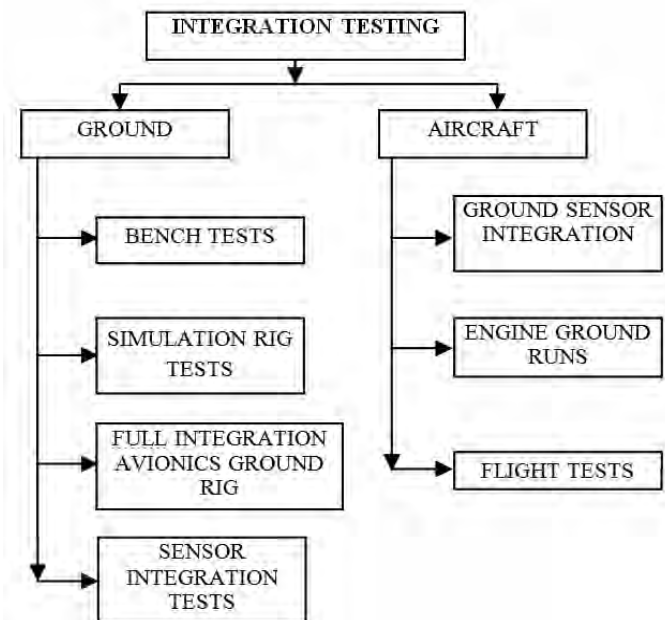 INTEGRATION TESTING
GROUND
AIRCRAFT
BENCH TESTS
SIMULATION RIG
TESTS
FULL INTEGRATION
AVIONICS GROUND
RIG
SENSOR
INTEGRATION
TESTS
GROUND SENSOR
INTEGRATION
ENGINE GROUND
RUNS
FLIGHT TESTS